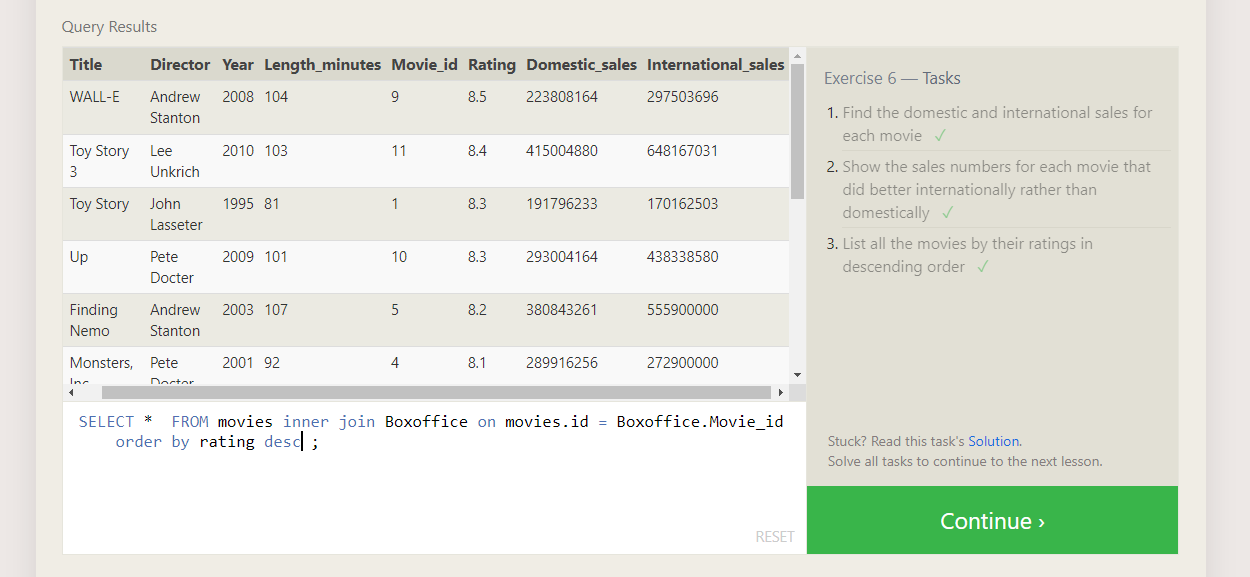 Query Results
Title Director Year Length_minutes Movie_id Rating Domestic_sales International_sales
WALL-E Andrew 2008 104 9 8.5 223808164 297503696
Stanton
Toy Story Lee 2010 103 11 8.4 415004880 648167031
3 Unkrich
Toy Story John 1995 81 1 8.3 191796233 170162503
Lasseter
Up Pete 2009 101 10 8.3 293004164 438338580
Docter
Finding Andrew 2003 107 5 8.2 380843261 555900000
Nemo Stanton
Monsters, Pete 2001 92 4 8.1 289916256 272900000
Inc. Docter
SELECT *  FROM movies inner join Boxoffice on movies.id = Boxoffice.Movie_id
order by rating desc ;
RESET
Exercise 6 — Tasks
1. Find the domestic and international sales for
each movie ✓
2. Show the sales numbers for each movie that
did better internationally rather than
domestically ✓
3. List all the movies by their ratings in
descending order ✓
Stuck? Read this task's Solution.
Solve all tasks to continue to the next lesson.
Continue ›